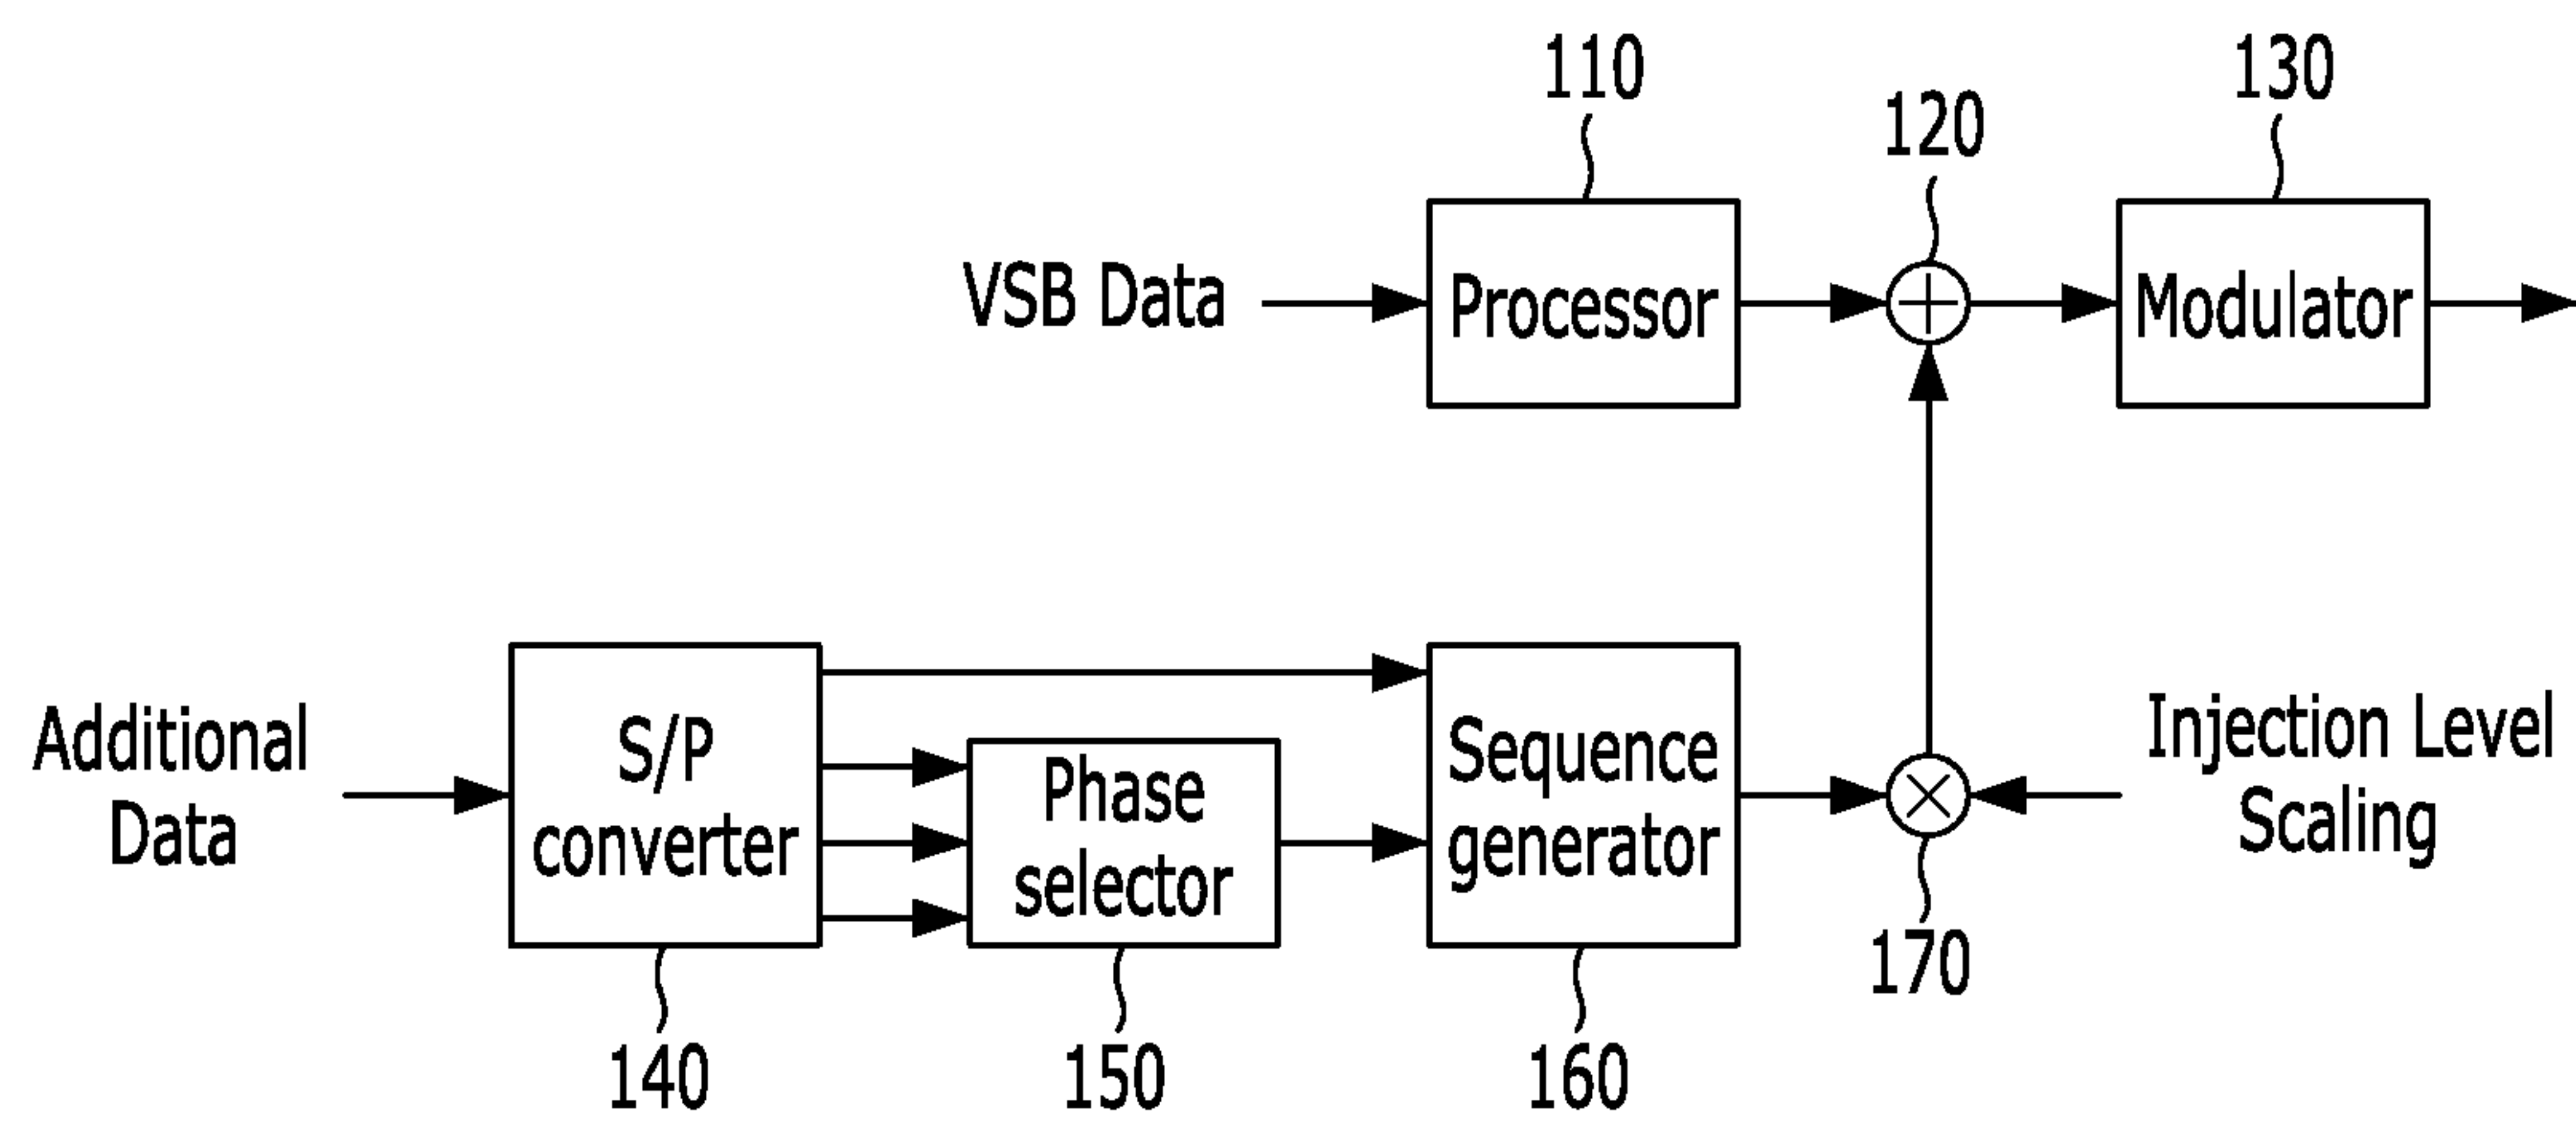 110
120
130
VSB Data
Processor
Modulator
Additional
Data
S/P
converter
Phase
selector
Sequence
generator
Injection Level
Scaling
170
140
150
160